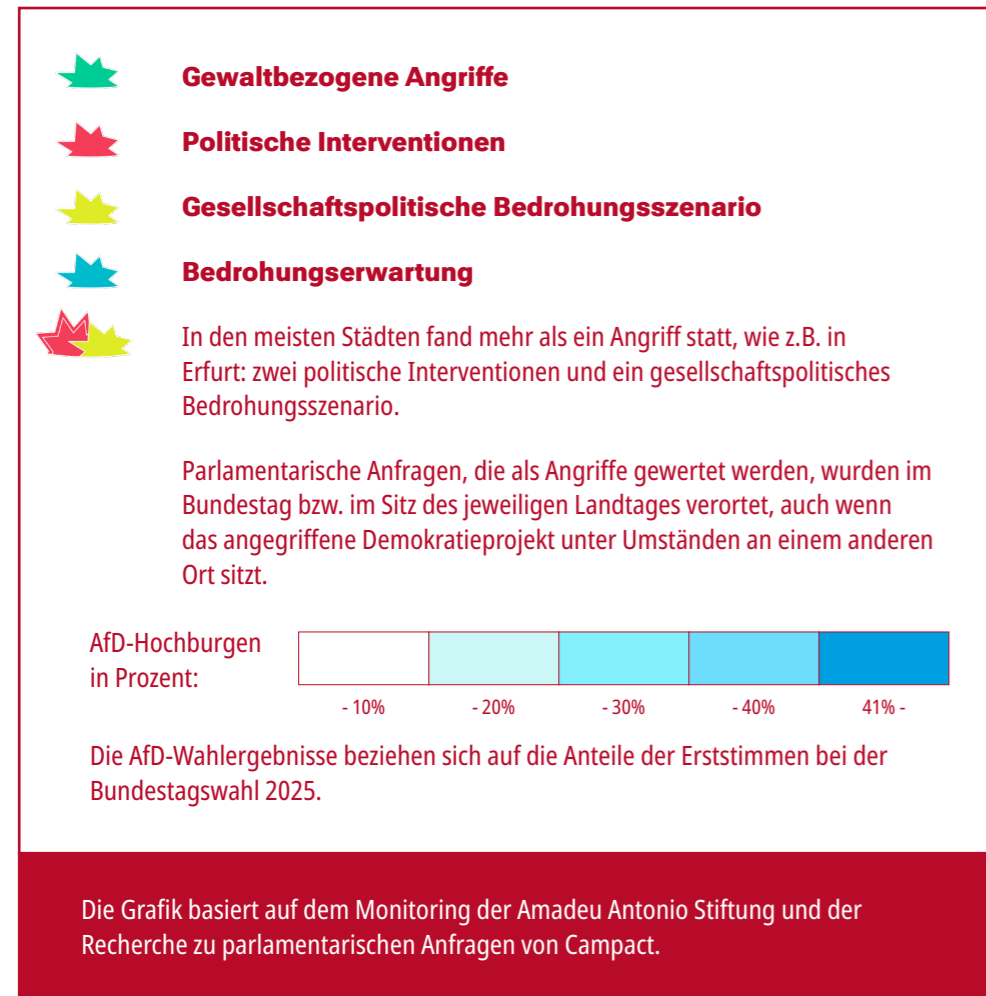 Gewaltbezogene Angriffe
Politische Interventionen
Gesellschaftspolitische Bedrohungsszenario
Bedrohungserwartung
In den meisten Städten fand mehr als ein Angriff statt, wie z.B. in
Erfurt: zwei politische Interventionen und ein gesellschaftspolitisches
Bedrohungsszenario.
Parlamentarische Anfragen, die als Angriffe gewertet werden, wurden im
Bundestag bzw. im Sitz des jeweiligen Landtages verortet, auch wenn
das angegriffene Demokratieprojekt unter Umständen an einem anderen
Ort sitzt.
AfD-Hochburgen
in Prozent:
- 10% - 20% - 30% - 40% 41% -
Die AfD-Wahlergebnisse beziehen sich auf die Anteile der Erststimmen bei der
Bundestagswahl 2025.
Die Grafik basiert auf dem Monitoring der Amadeu Antonio Stiftung und der
Recherche zu parlamentarischen Anfragen von Campact.